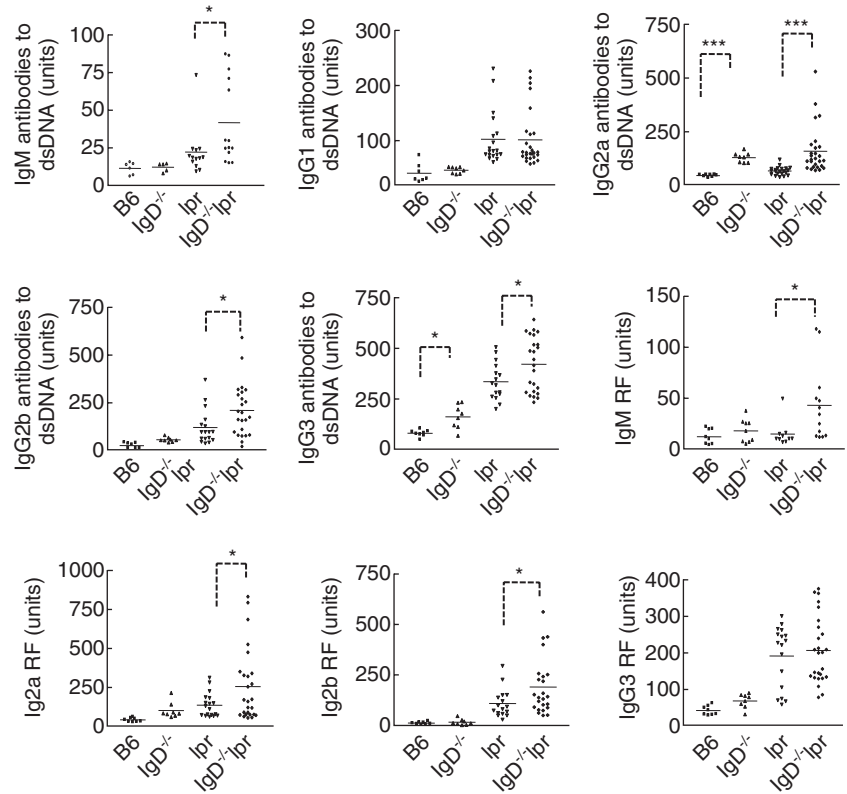 *
IgM antibodies to
dsDNA (units)
100
75
50
25
0
B6 IgD-/- lpr IgD-/-lpr
IgG1 antibodies to
dsDNA (units)
300
200
100
0
B6 IgD-/- lpr IgD-/-lpr
*** ***
IgG2a antibodies to
dsDNA (units)
750
500
250
0
B6 IgD-/- lpr IgD-/-lpr
*
IgG2b antibodies to
dsDNA (units)
750
500
250
0
B6 IgD-/- lpr IgD-/-lpr
* *
IgG3 antibodies to
dsDNA (units)
750
500
250
0
B6 IgD-/- lpr IgD-/-lpr
*
IgM RF (units)
150
100
50
0
B6 IgD-/- lpr IgD-/-lpr
*
Ig2a RF (units)
1000
750
500
250
0
B6 IgD-/- lpr IgD-/-lpr
*
Ig2b RF (units)
750
500
250
0
B6 IgD-/- lpr IgD-/-lpr
IgG3 RF (units)
400
300
200
100
0
B6 IgD-/- lpr IgD-/-lpr